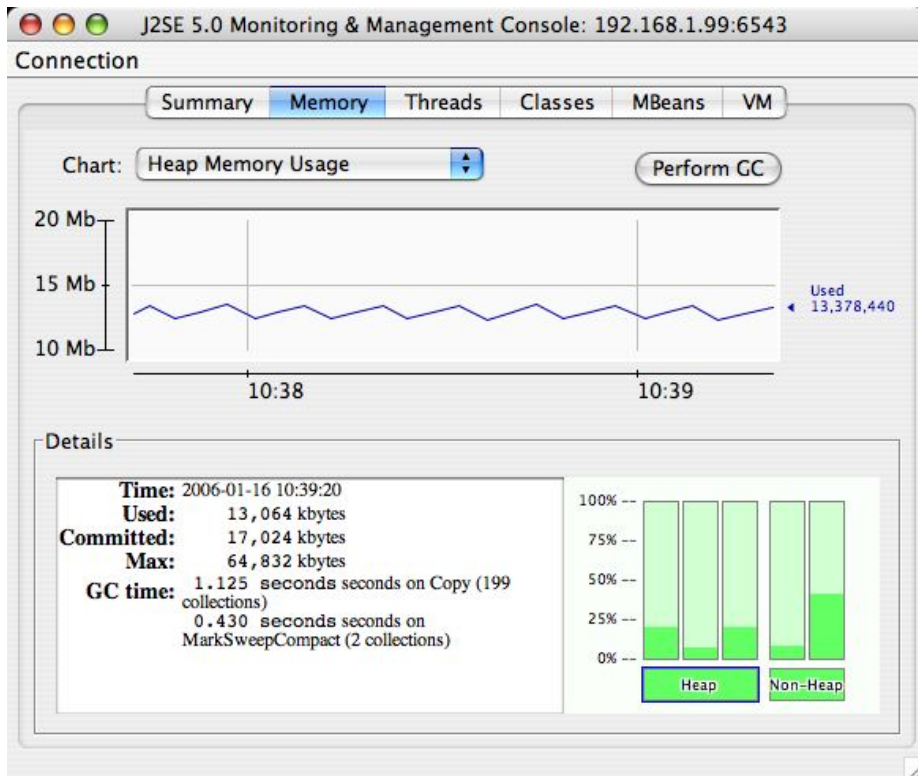 J2SE 5.0 Monitoring & Management Console: 192.168.1.99:6543
Connection
Summary Memory Threads Classes MBeans VM
Chart: Heap Memory Usage Perform GC
20 Mb
15 Mb
10 Mb
Used
13,378,440
10:38 10:39
Details
Time: 2006-01-16 10:39:20
Used: 13,064 kbytes
Committed: 17,024 kbytes
Max: 64,832 kbytes
GC time: 1.125 seconds seconds on Copy (199
collections)
0.430 seconds seconds on
MarkSweepCompact (2 collections)
100% --
75% --
50% --
25% --
0% --
Heap Non-Heap